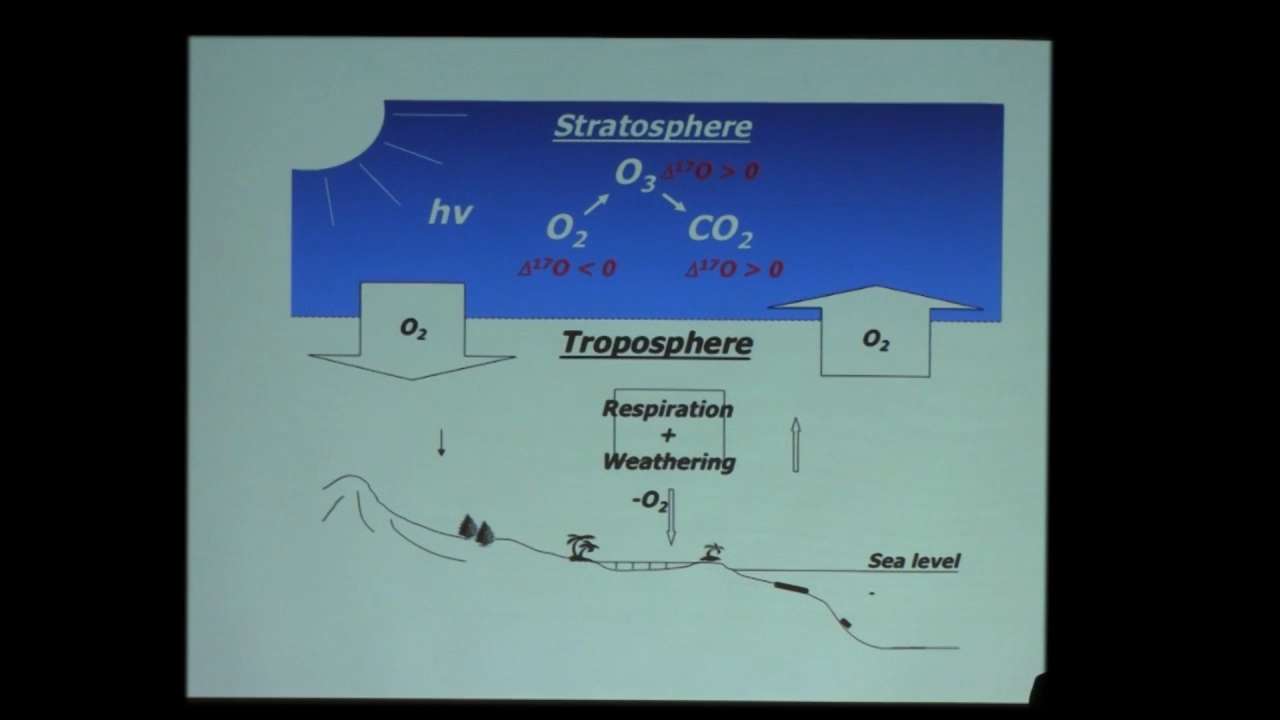 Stratosphere
O₃ Δ¹⁷O > 0
hv
O₂
CO₂
Δ¹⁷O < 0
Δ¹⁷O > 0
O₂
Troposphere
O₂
Respiration
+
Weathering
-O₂
Sea level